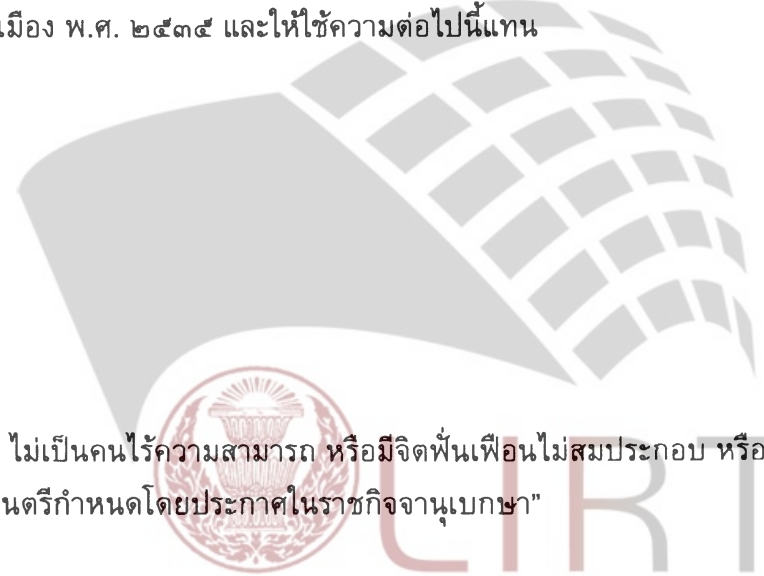 เมือง พ.ศ. ๒๕๓๕ และให้ใช้ความต่อไปนี้แทน
ไม่เป็นคนไร้ความสามารถ หรือมีจิตฟั่นเฟือนไม่สมประกอบ หรือ
นตรีกำหนดโดยประกาศในราชกิจจานุเบกษา”
LIRT